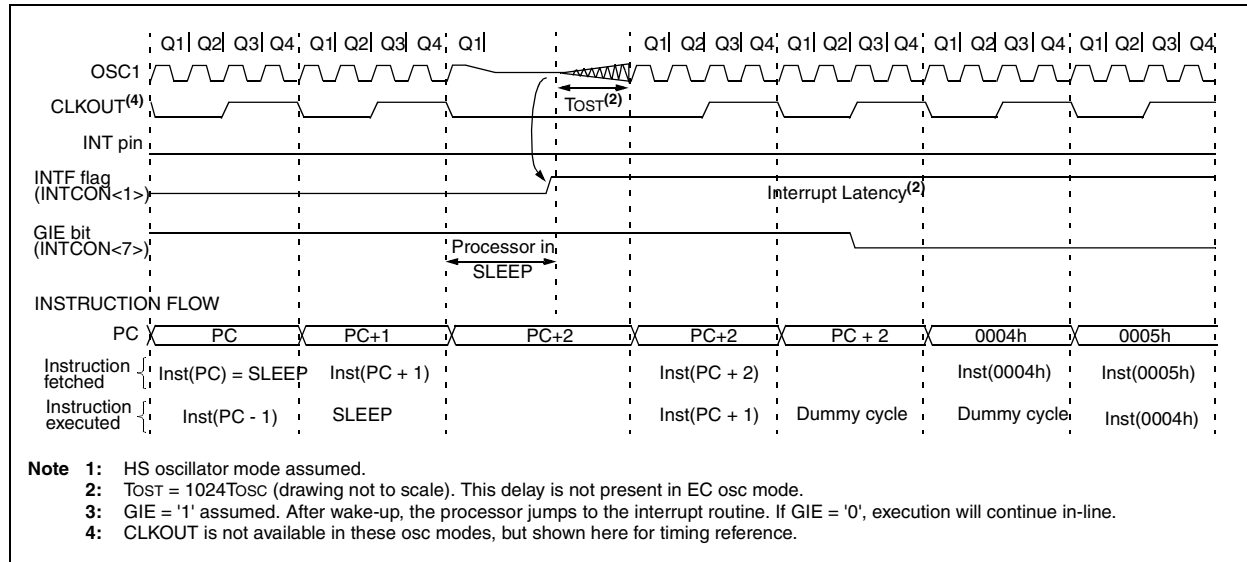 Q1 Q2 Q3 Q4 Q1 Q2 Q3 Q4 Q1 Q1 Q2 Q3 Q4 Q1 Q2 Q3 Q4 Q1 Q2 Q3 Q4 Q1 Q2 Q3 Q4
OSC1
TOST(2)
CLKOUT(4)
INT pin
INTF flag
(INTCON<1>)
Interrupt Latency(2)
GIE bit
(INTCON<7>)
Processor in
SLEEP
INSTRUCTION FLOW
PC PC PC+1 PC+2 PC+2 PC + 2 0004h 0005h
Instruction
fetched
Inst(PC) = SLEEP Inst(PC + 1) Inst(PC + 2) Inst(0004h) Inst(0005h)
Instruction
executed
Inst(PC - 1) SLEEP Inst(PC + 1) Dummy cycle Dummy cycle Inst(0004h)
Note 1: HS oscillator mode assumed.
2: TOST = 1024TOSC (drawing not to scale). This delay is not present in EC osc mode.
3: GIE = '1' assumed. After wake-up, the processor jumps to the interrupt routine. If GIE = '0', execution will continue in-line.
4: CLKOUT is not available in these osc modes, but shown here for timing reference.